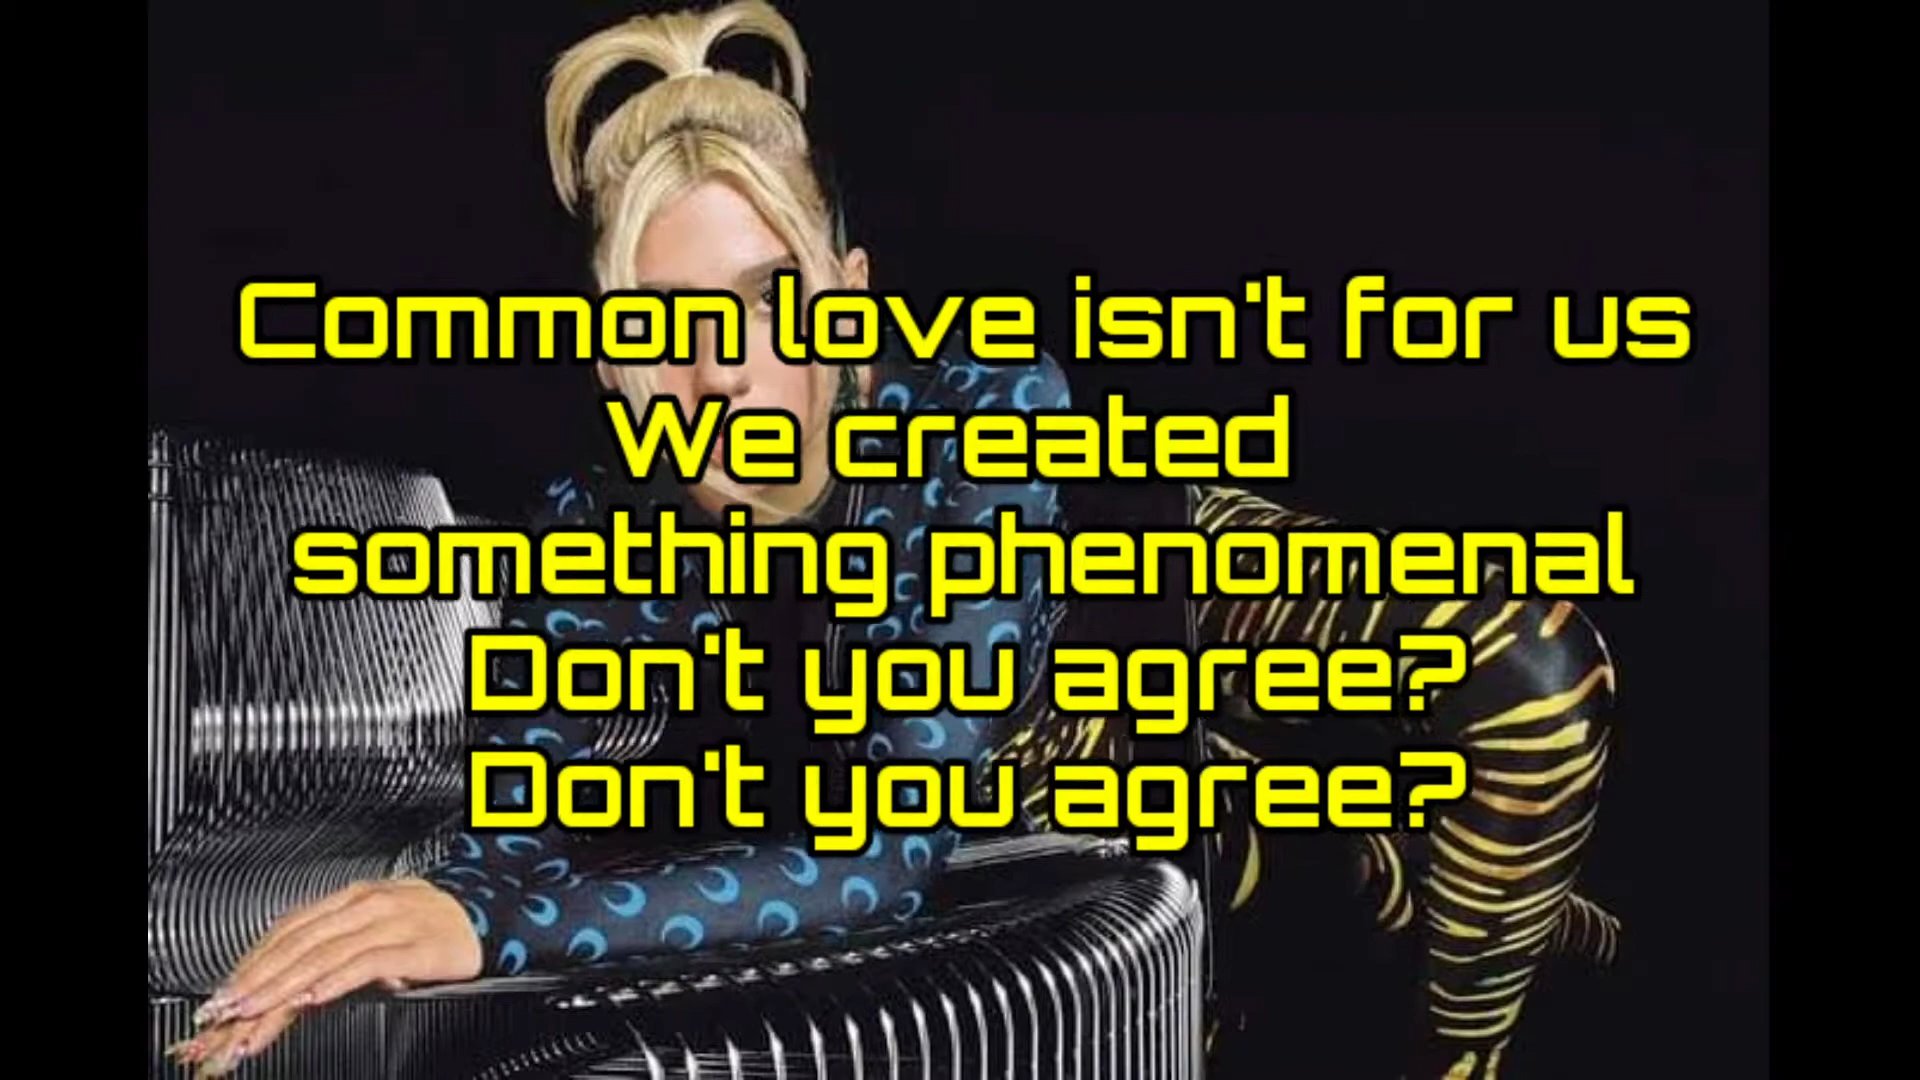 Common love isn't for us
We created
something phenomenal
Don't you agree?
Don't you agree?